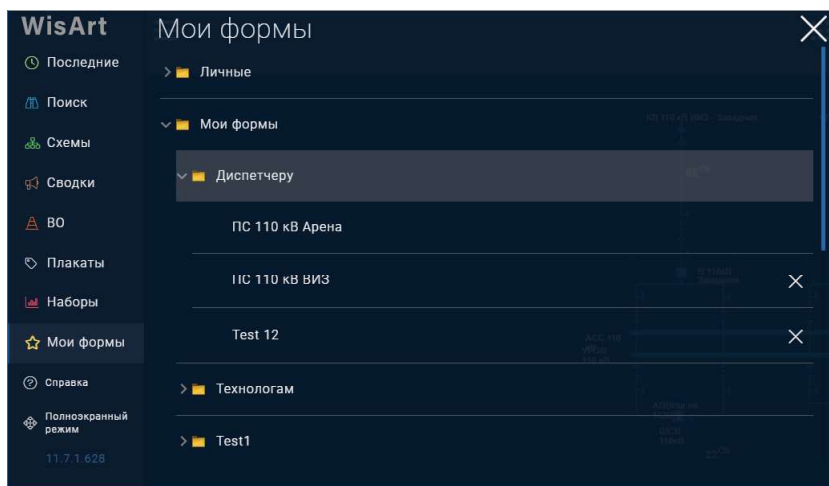 WisArt
Последние
Поиск
Схемы
Сводки
ВО
Плакаты
Наборы
Мои формы
Справка
Полноэкранный
режим
11.7.1.628
Мои формы
Личные
Мои формы
Диспетчеру
ПС 110 кВ Арена
ПС 110 кВ ВИЗ
Test 12
Технологам
Test1